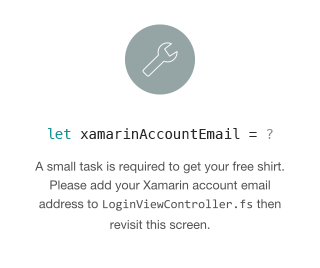 let xamarinAccountEmail = ?
A small task is required to get your free shirt.
Please add your Xamarin account email
address to LoginViewController.fs then
revisit this screen.